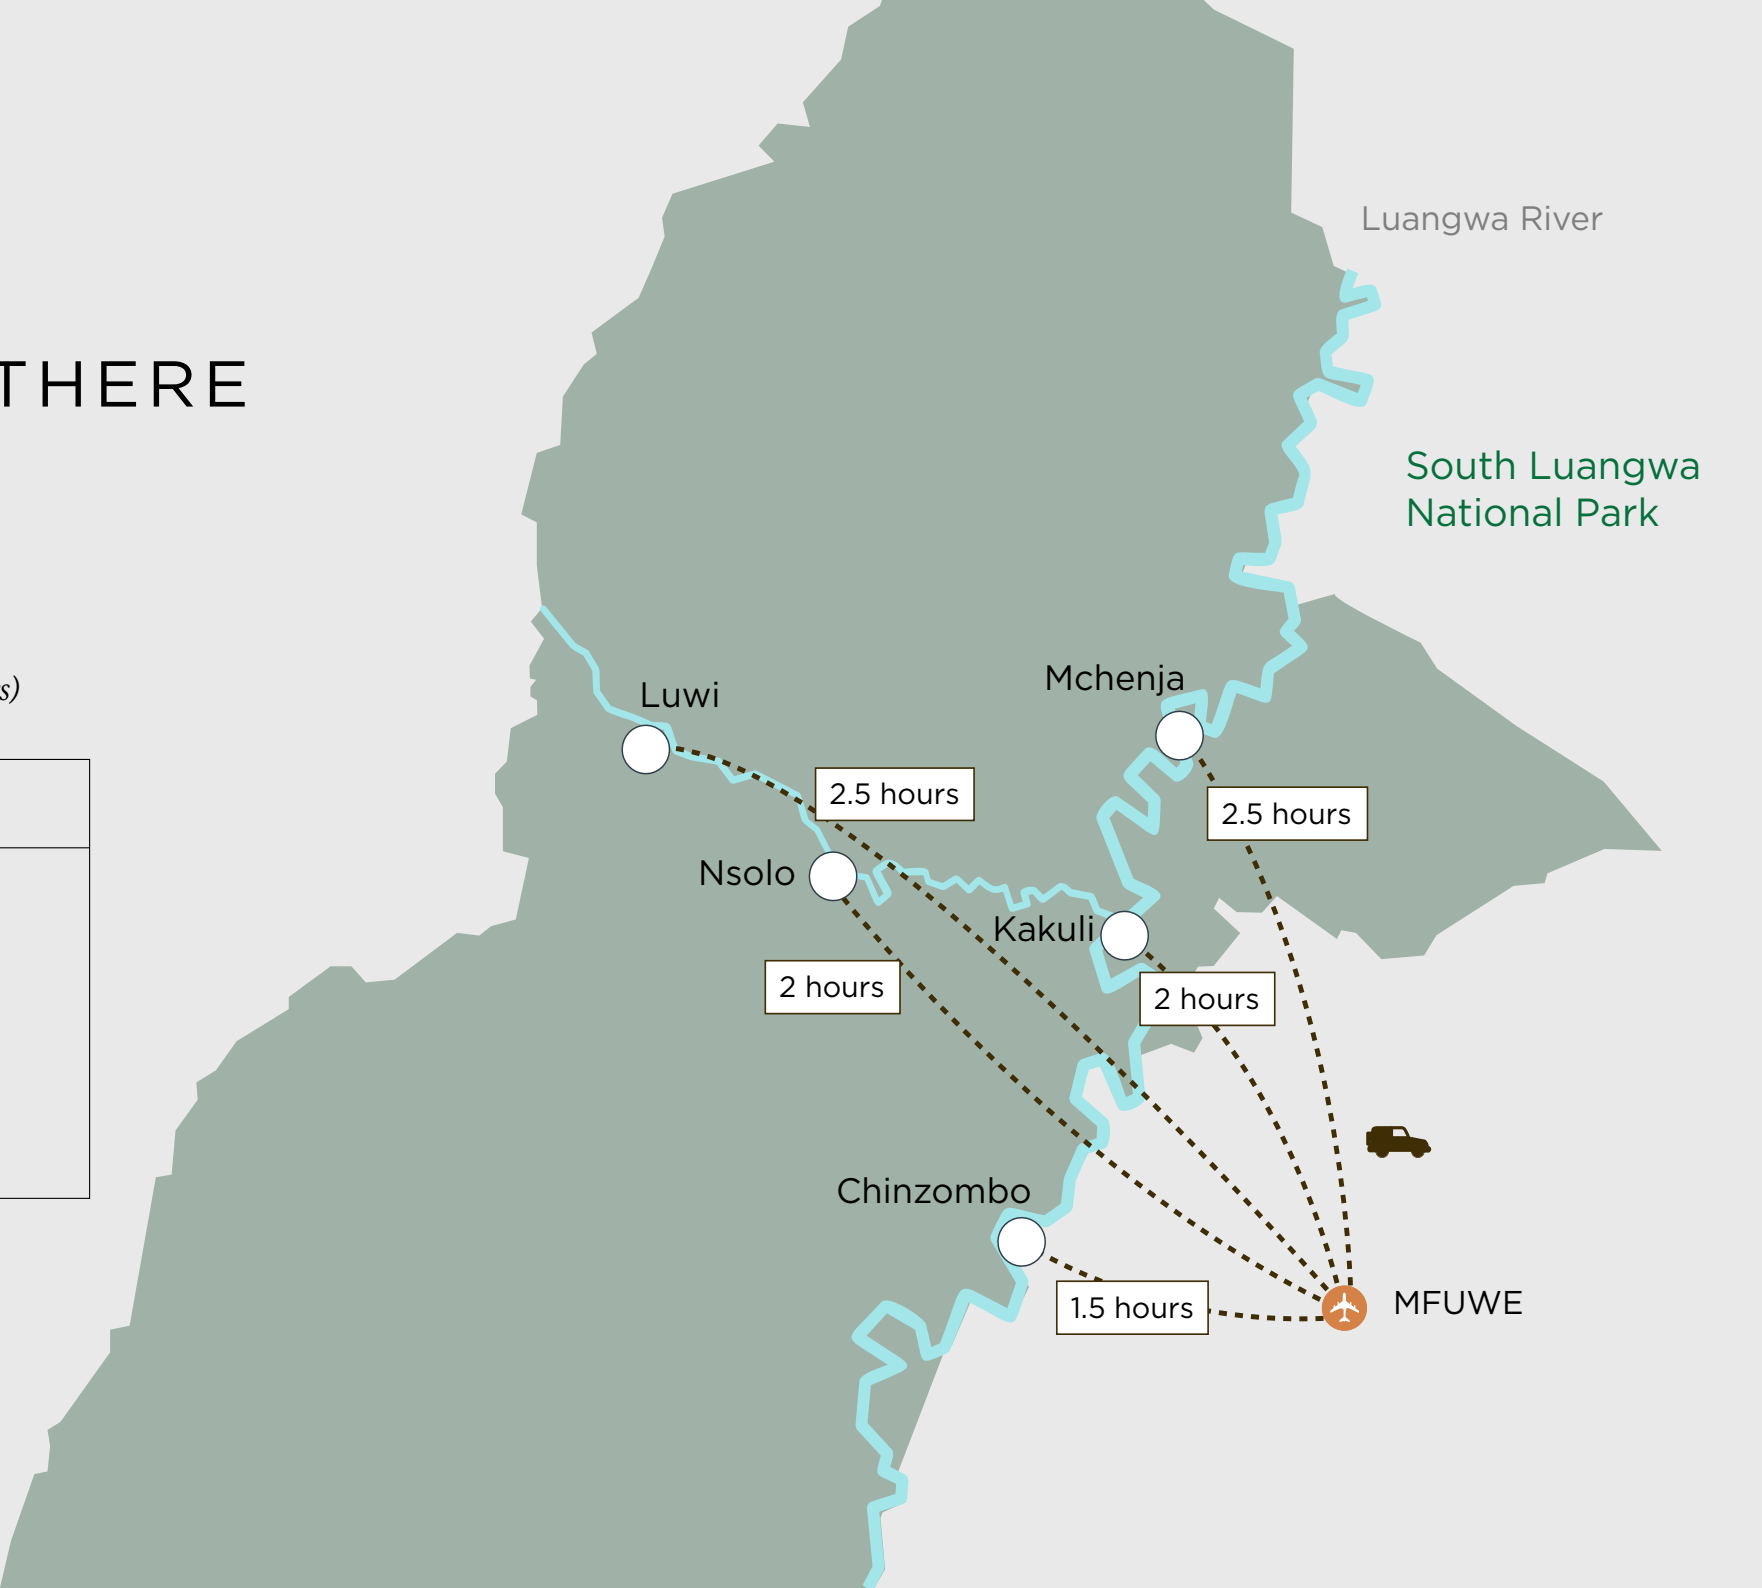 Luangwa River
THERE
South Luangwa
National Park
Mchenja
s)
Luwi
2.5 hours
2.5 hours
Nsolo
Kakuli
2 hours
2 hours
Chinzombo
1.5 hours
MFUWE